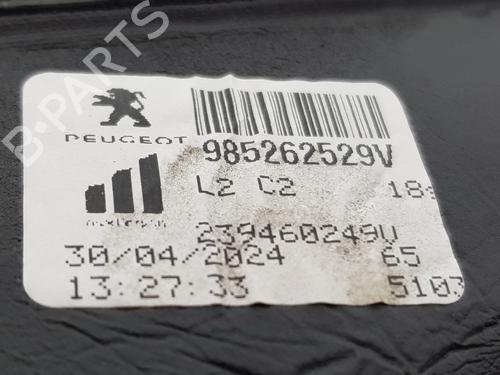 B-PARTS
PEUGEOT
985262529V
L2 C2
239460249V
30/04/2024 65
13:27:33 5103